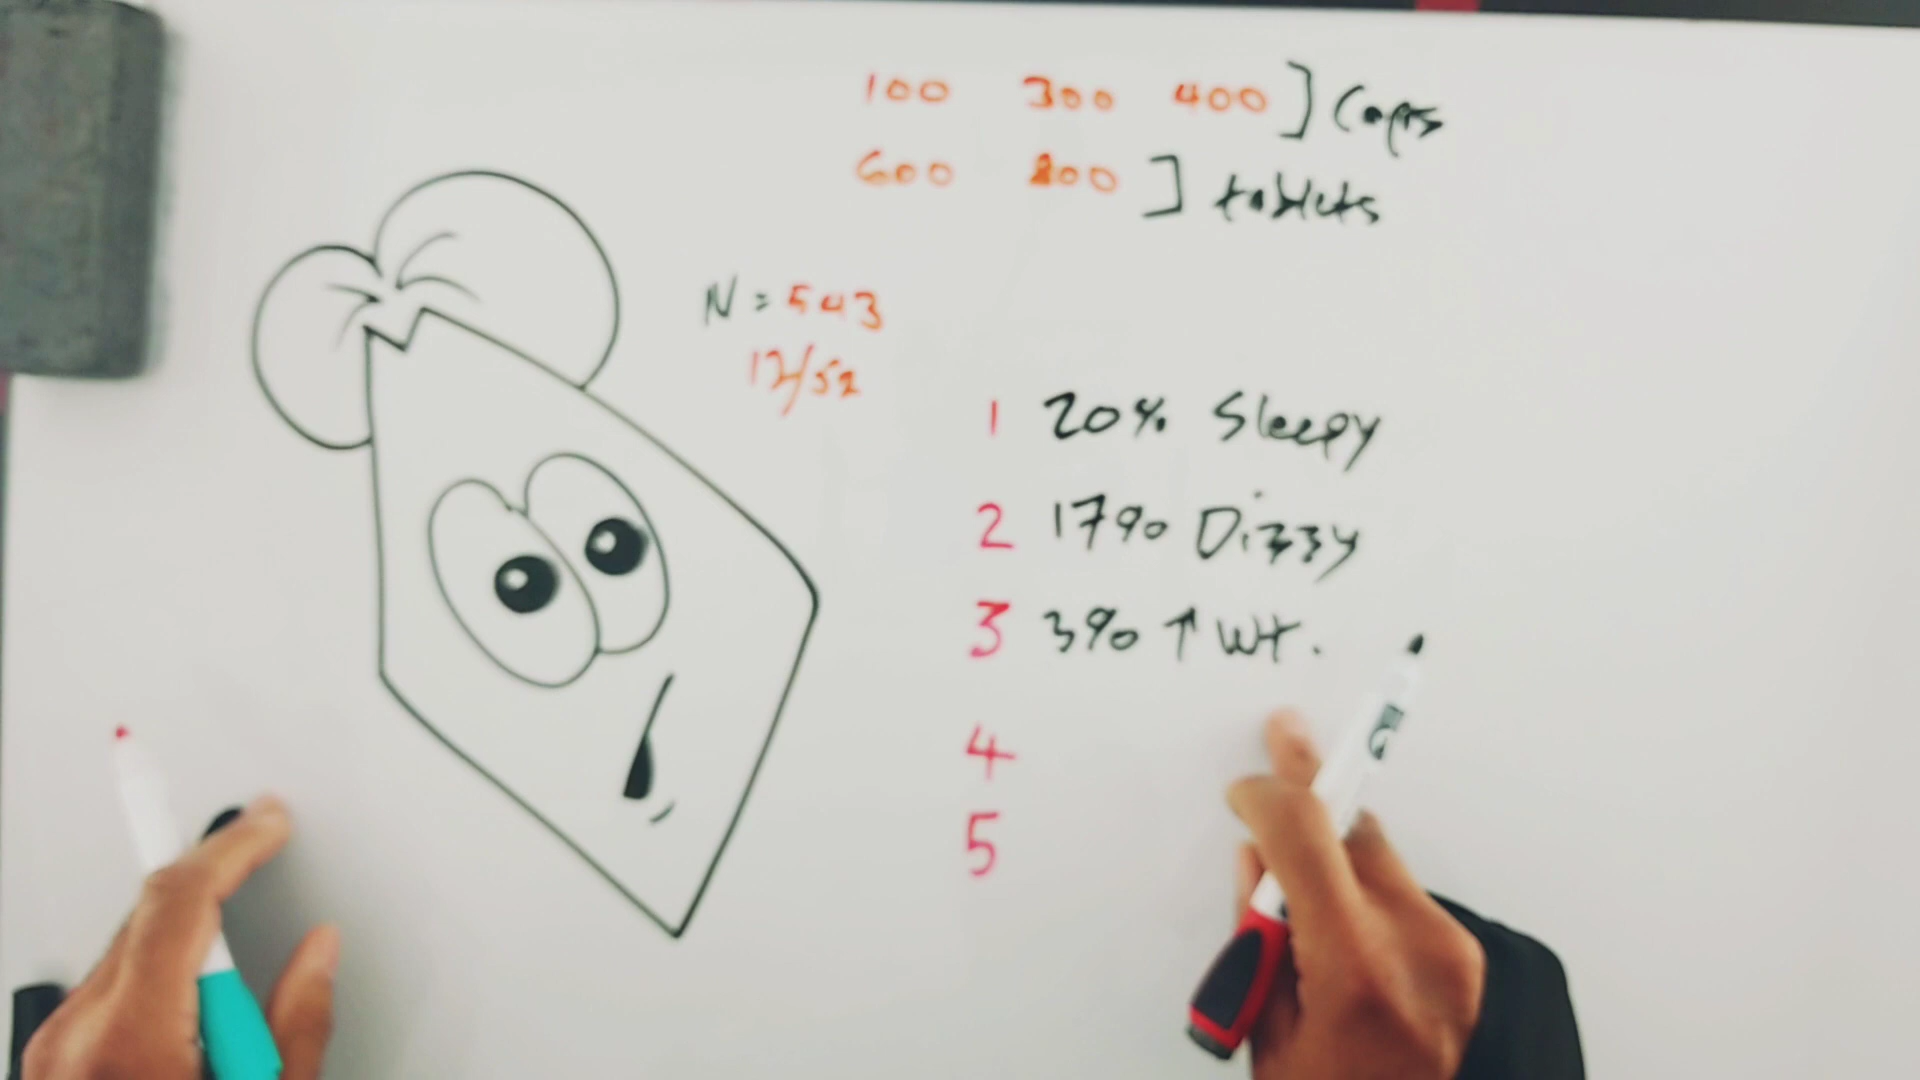 100 300 400 ] Caps
600 800 ] tablets
N = 543
12/52
1 20% Sleepy
2 17% Dizzy
3 3% ↑ Wt.
4
5